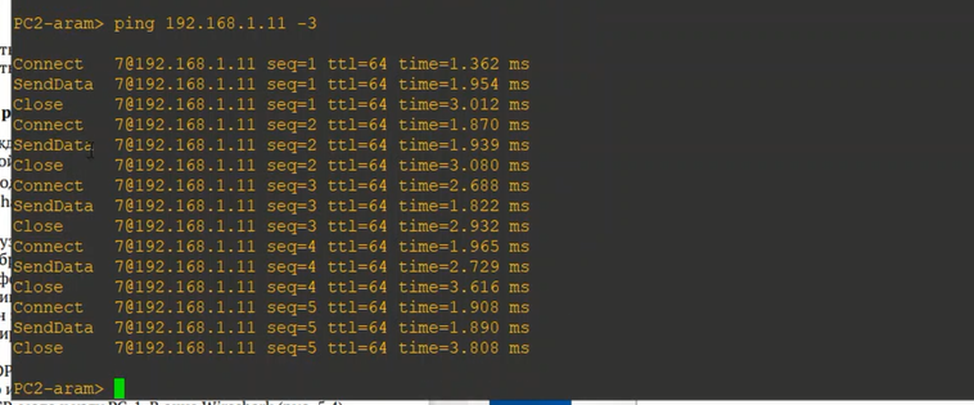 PC2-aram> ping 192.168.1.11 -3
Connect 7@192.168.1.11 seq=1 ttl=64 time=1.362 ms
SendData 7@192.168.1.11 seq=1 ttl=64 time=1.954 ms
Close 7@192.168.1.11 seq=1 ttl=64 time=3.012 ms
Connect 7@192.168.1.11 seq=2 ttl=64 time=1.870 ms
SendData 7@192.168.1.11 seq=2 ttl=64 time=1.939 ms
Close 7@192.168.1.11 seq=2 ttl=64 time=3.080 ms
Connect 7@192.168.1.11 seq=3 ttl=64 time=2.688 ms
SendData 7@192.168.1.11 seq=3 ttl=64 time=1.822 ms
Close 7@192.168.1.11 seq=3 ttl=64 time=2.932 ms
Connect 7@192.168.1.11 seq=4 ttl=64 time=1.965 ms
SendData 7@192.168.1.11 seq=4 ttl=64 time=2.729 ms
Close 7@192.168.1.11 seq=4 ttl=64 time=3.616 ms
Connect 7@192.168.1.11 seq=5 ttl=64 time=1.908 ms
SendData 7@192.168.1.11 seq=5 ttl=64 time=1.890 ms
Close 7@192.168.1.11 seq=5 ttl=64 time=3.808 ms
PC2-aram>